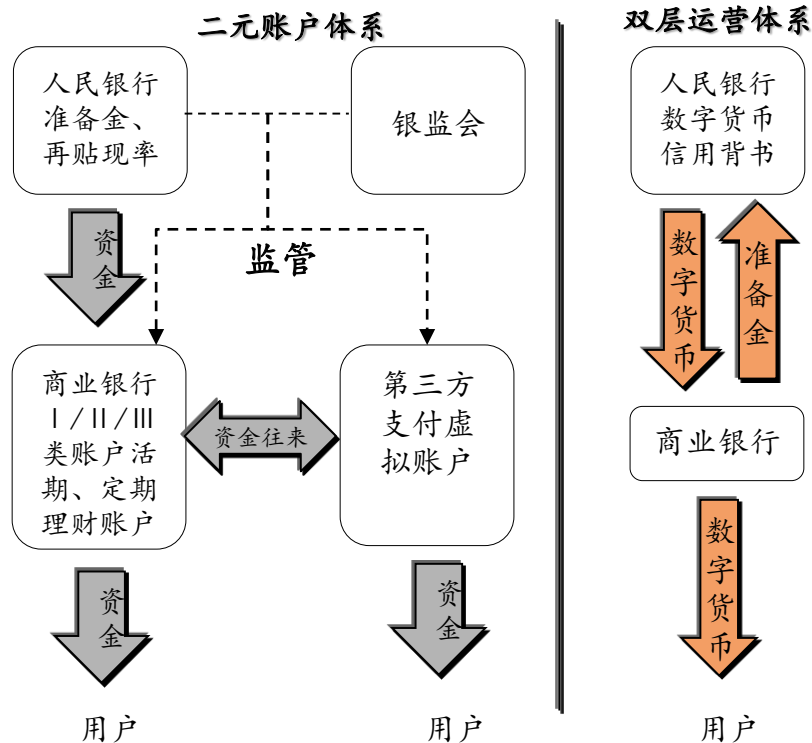 二元账户体系
双层运营体系
人民银行
准备金、
再贴现率
银监会
人民银行
数字货币
信用背书
资金
监管
数字货币
准备金
商业银行
Ⅰ/Ⅱ/Ⅲ
类账户活
期、定期
理财账户
资金往来
第三方
支付虚
拟账户
商业银行
资金
资金
数字货币
用户
用户
用户